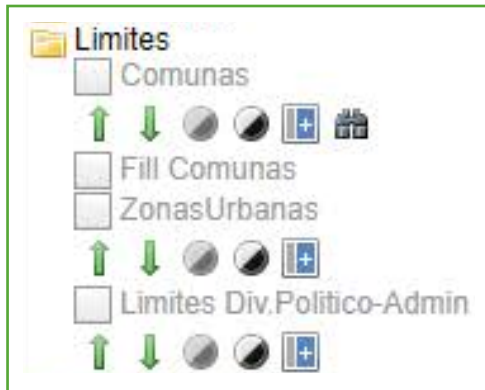 Limites
Comunas
Fill Comunas
ZonasUrbanas
Limites Div.Politico-Admin